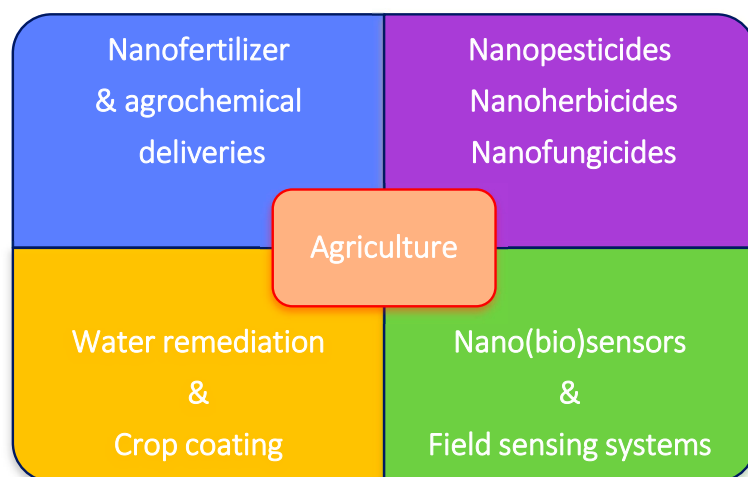 Nanofertilizer
& agrochemical
deliveries
Nanopesticides
Nanoherbicides
Nanofungicides
Agriculture
Water remediation
&
Crop coating
Nano(bio)sensors
&
Field sensing systems